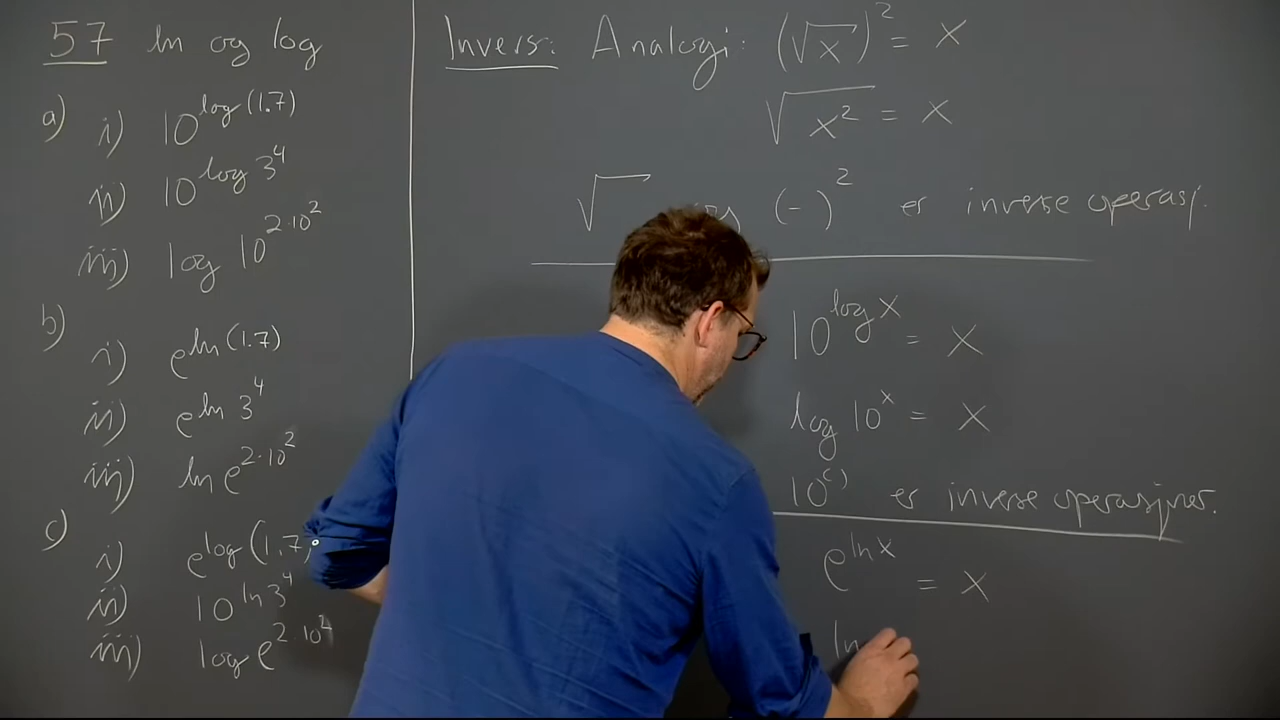 57 ln og log
a) i) 10^log(1.7)
ii) 10^log 3^4
iii) log 10^2·10^2
b) i) e^ln(1.7)
ii) e^ln 3^4
iii) ln e^2·10^2
c) i) e^log(1.7)
ii) 10^ln 3^4
iii) log e^2·10^2
Invers: Analogi: (√x)^2 = x
√x^2 = x
√ (-)^2 er inverse operasj.
10^log x = x
log 10^x = x
10^() er inverse operasjoner.
e^ln x = x
ln